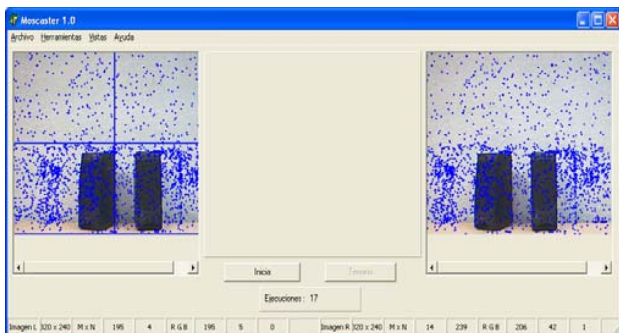 Moscaster 1.0
Archivo Herramientas Vistas Ayuda
Inicia
Ejecuciones : 17
Imagen L 320 x 240 M x N 195 4 R G B 195 5 0 Imagen R 320 x 240 M x N 14 239 R G B 206 42 1